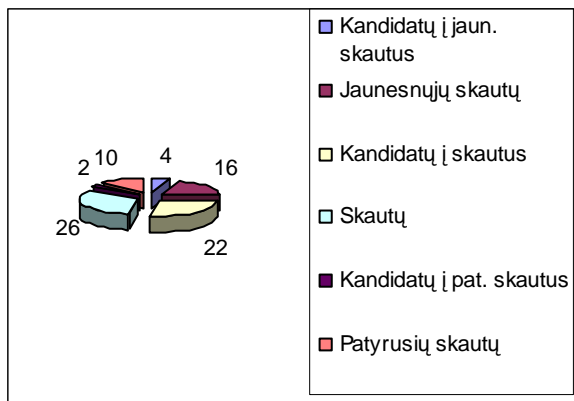 2 10 4
16
26
22
Kandidatų į jaun.
skautus
Jaunesnųjų skautų
Kandidatų į skautus
Skautų
Kandidatų į pat. skautus
Patyrusių skautų